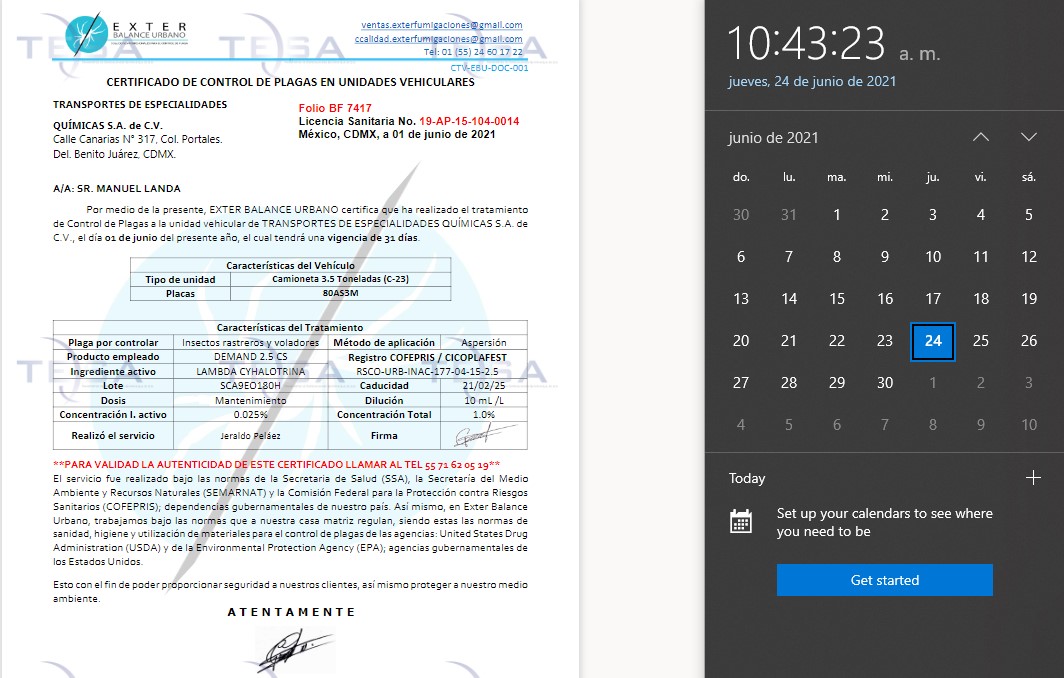 EXTER
BALANCE URBANO
ventas.exterfumigaciones@gmail.com
ccalidad.exterfumigaciones@gmail.com
Tel: 01 (55) 24 60 17 22
CTV-EBU-DOC-001
CERTIFICADO DE CONTROL DE PLAGAS EN UNIDADES VEHICULARES
TRANSPORTES DE ESPECIALIDADES
QUÍMICAS S.A. de C.V.
Calle Canarias N° 317, Col. Portales.
Del. Benito Juárez, CDMX.
Folio BF 7417
Licencia Sanitaria No. 19-AP-15-104-0014
México, CDMX, a 01 de junio de 2021
A/A: SR. MANUEL LANDA
Por medio de la presente, EXTER BALANCE URBANO certifica que ha realizado el tratamiento
de Control de Plagas a la unidad vehicular de TRANSPORTES DE ESPECIALIDADES QUÍMICAS S.A. de
C.V., el día 01 de junio del presente año, el cual tendrá una vigencia de 31 días.
Características del Vehículo
Tipo de unidad Camioneta 3.5 Toneladas (C-23)
Placas 80AS3M
Características del Tratamiento
Plaga por controlar Insectos rastreros y voladores Método de aplicación Aspersión
Producto empleado DEMAND 2.5 CS Registro COFEPRIS / CICOPLAFEST
Ingrediente activo LAMBDA CYHALOTRINA RSCO-URB-INAC-177-04-15-2.5
Lote SCA9EO180H Caducidad 21/02/25
Dosis Mantenimiento Dilución 10 mL /L
Concentración I. activo 0.025% Concentración Total 1.0%
Realizó el servicio Jeraldo Peláez Firma
**PARA VALIDAD LA AUTENTICIDAD DE ESTE CERTIFICADO LLAMAR AL TEL 55 71 62 05 19**
El servicio fue realizado bajo las normas de la Secretaria de Salud (SSA), la Secretaría del Medio
Ambiente y Recursos Naturales (SEMARNAT) y la Comisión Federal para la Protección contra Riesgos
Sanitarios (COFEPRIS); dependencias gubernamentales de nuestro país. Así mismo, en Exter Balance
Urbano, trabajamos bajo las normas que a nuestra casa matriz regulan, siendo estas las normas de
sanidad, higiene y utilización de materiales para el control de plagas de las agencias: United States Drug
Administration (USDA) y de la Environmental Protection Agency (EPA); agencias gubernamentales de
los Estados Unidos.
Esto con el fin de poder proporcionar seguridad a nuestros clientes, así mismo proteger a nuestro medio
ambiente.
ATENTAMENTE
TESA TESA TESA
TESA TESA TESA
10:43:23 a. m.
jueves, 24 de junio de 2021
junio de 2021
do. lu. ma. mi. ju. vi. sá.
30 31 1 2 3 4 5
6 7 8 9 10 11 12
13 14 15 16 17 18 19
20 21 22 23 24 25 26
27 28 29 30 1 2 3
4 5 6 7 8 9 10
Today
Set up your calendars to see where
you need to be
Get started